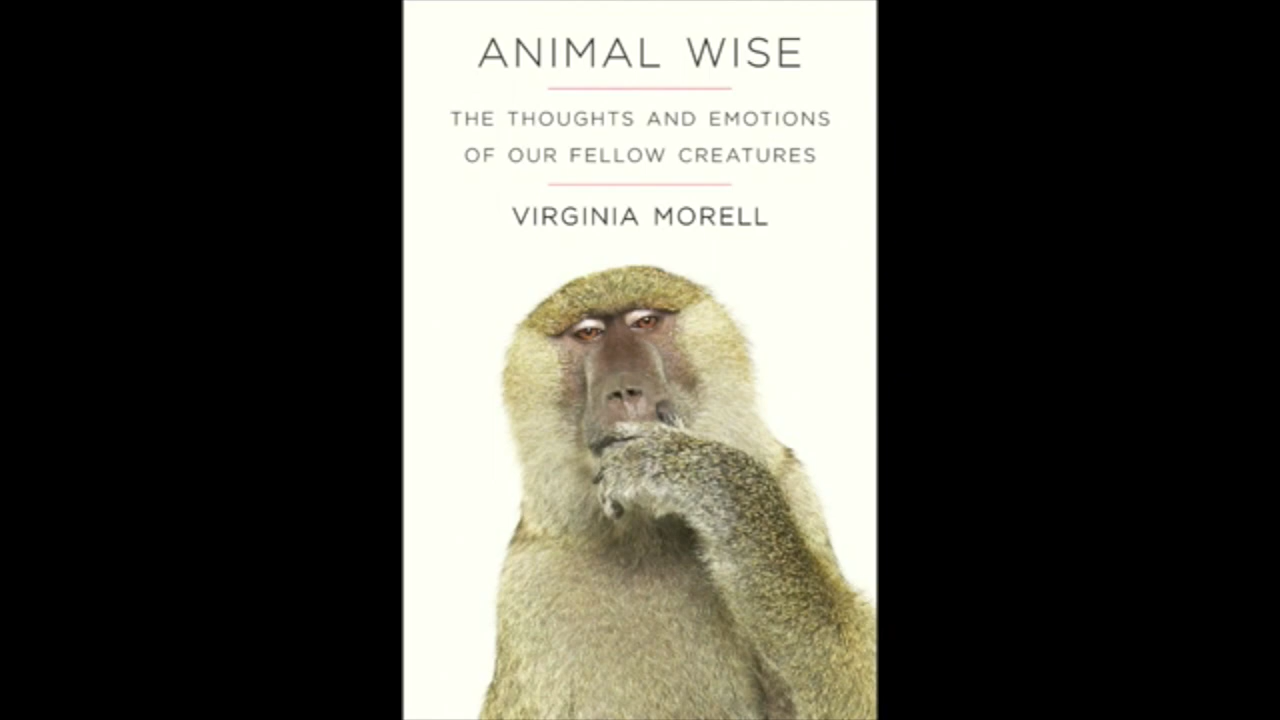 ANIMAL WISE
THE THOUGHTS AND EMOTIONS
OF OUR FELLOW CREATURES
VIRGINIA MORELL